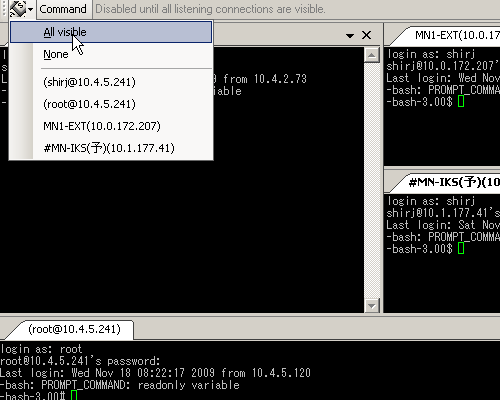 Command Disabled until all listening connections are visible.
All visible
None
(shirj@10.4.5.241)
(root@10.4.5.241)
MN1-EXT(10.0.172.207)
#MN-IKS(予)(10.1.177.41)
9 from 10.4.2.73
riable
MN1-EXT(10.0.17
login as: shirj
shirj@10.0.172.207'
Last login: Wed Nov
-bash: PROMPT_COMMA
-bash-3.00$
#MN-IKS(予)(10
login as: shirj
shirj@10.1.177.41's
Last login: Sat Nov
-bash: PROMPT_COMMA
-bash-3.00$
(root@10.4.5.241)
login as: root
root@10.4.5.241's password:
Last login: Wed Nov 18 08:22:17 2009 from 10.4.5.120
-bash: PROMPT_COMMAND: readonly variable
-bash-3.00#